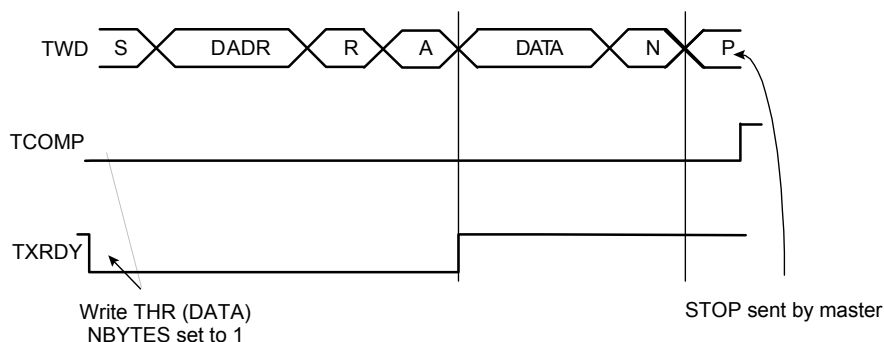 TWD S DADR R A DATA N P
TCOMP
TXRDY
Write THR (DATA)
NBYTES set to 1
STOP sent by master